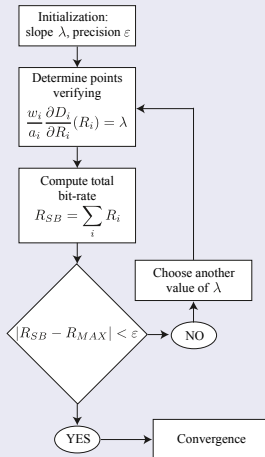 Initialization:
slope λ, precision ε
Determine points
verifying
w_i/a_i ∂D_i/∂R_i (R_i) = λ
Compute total
bit-rate
R_SB = ∑_i R_i
Choose another
value of λ
|R_SB − R_MAX| < ε
NO
YES
Convergence